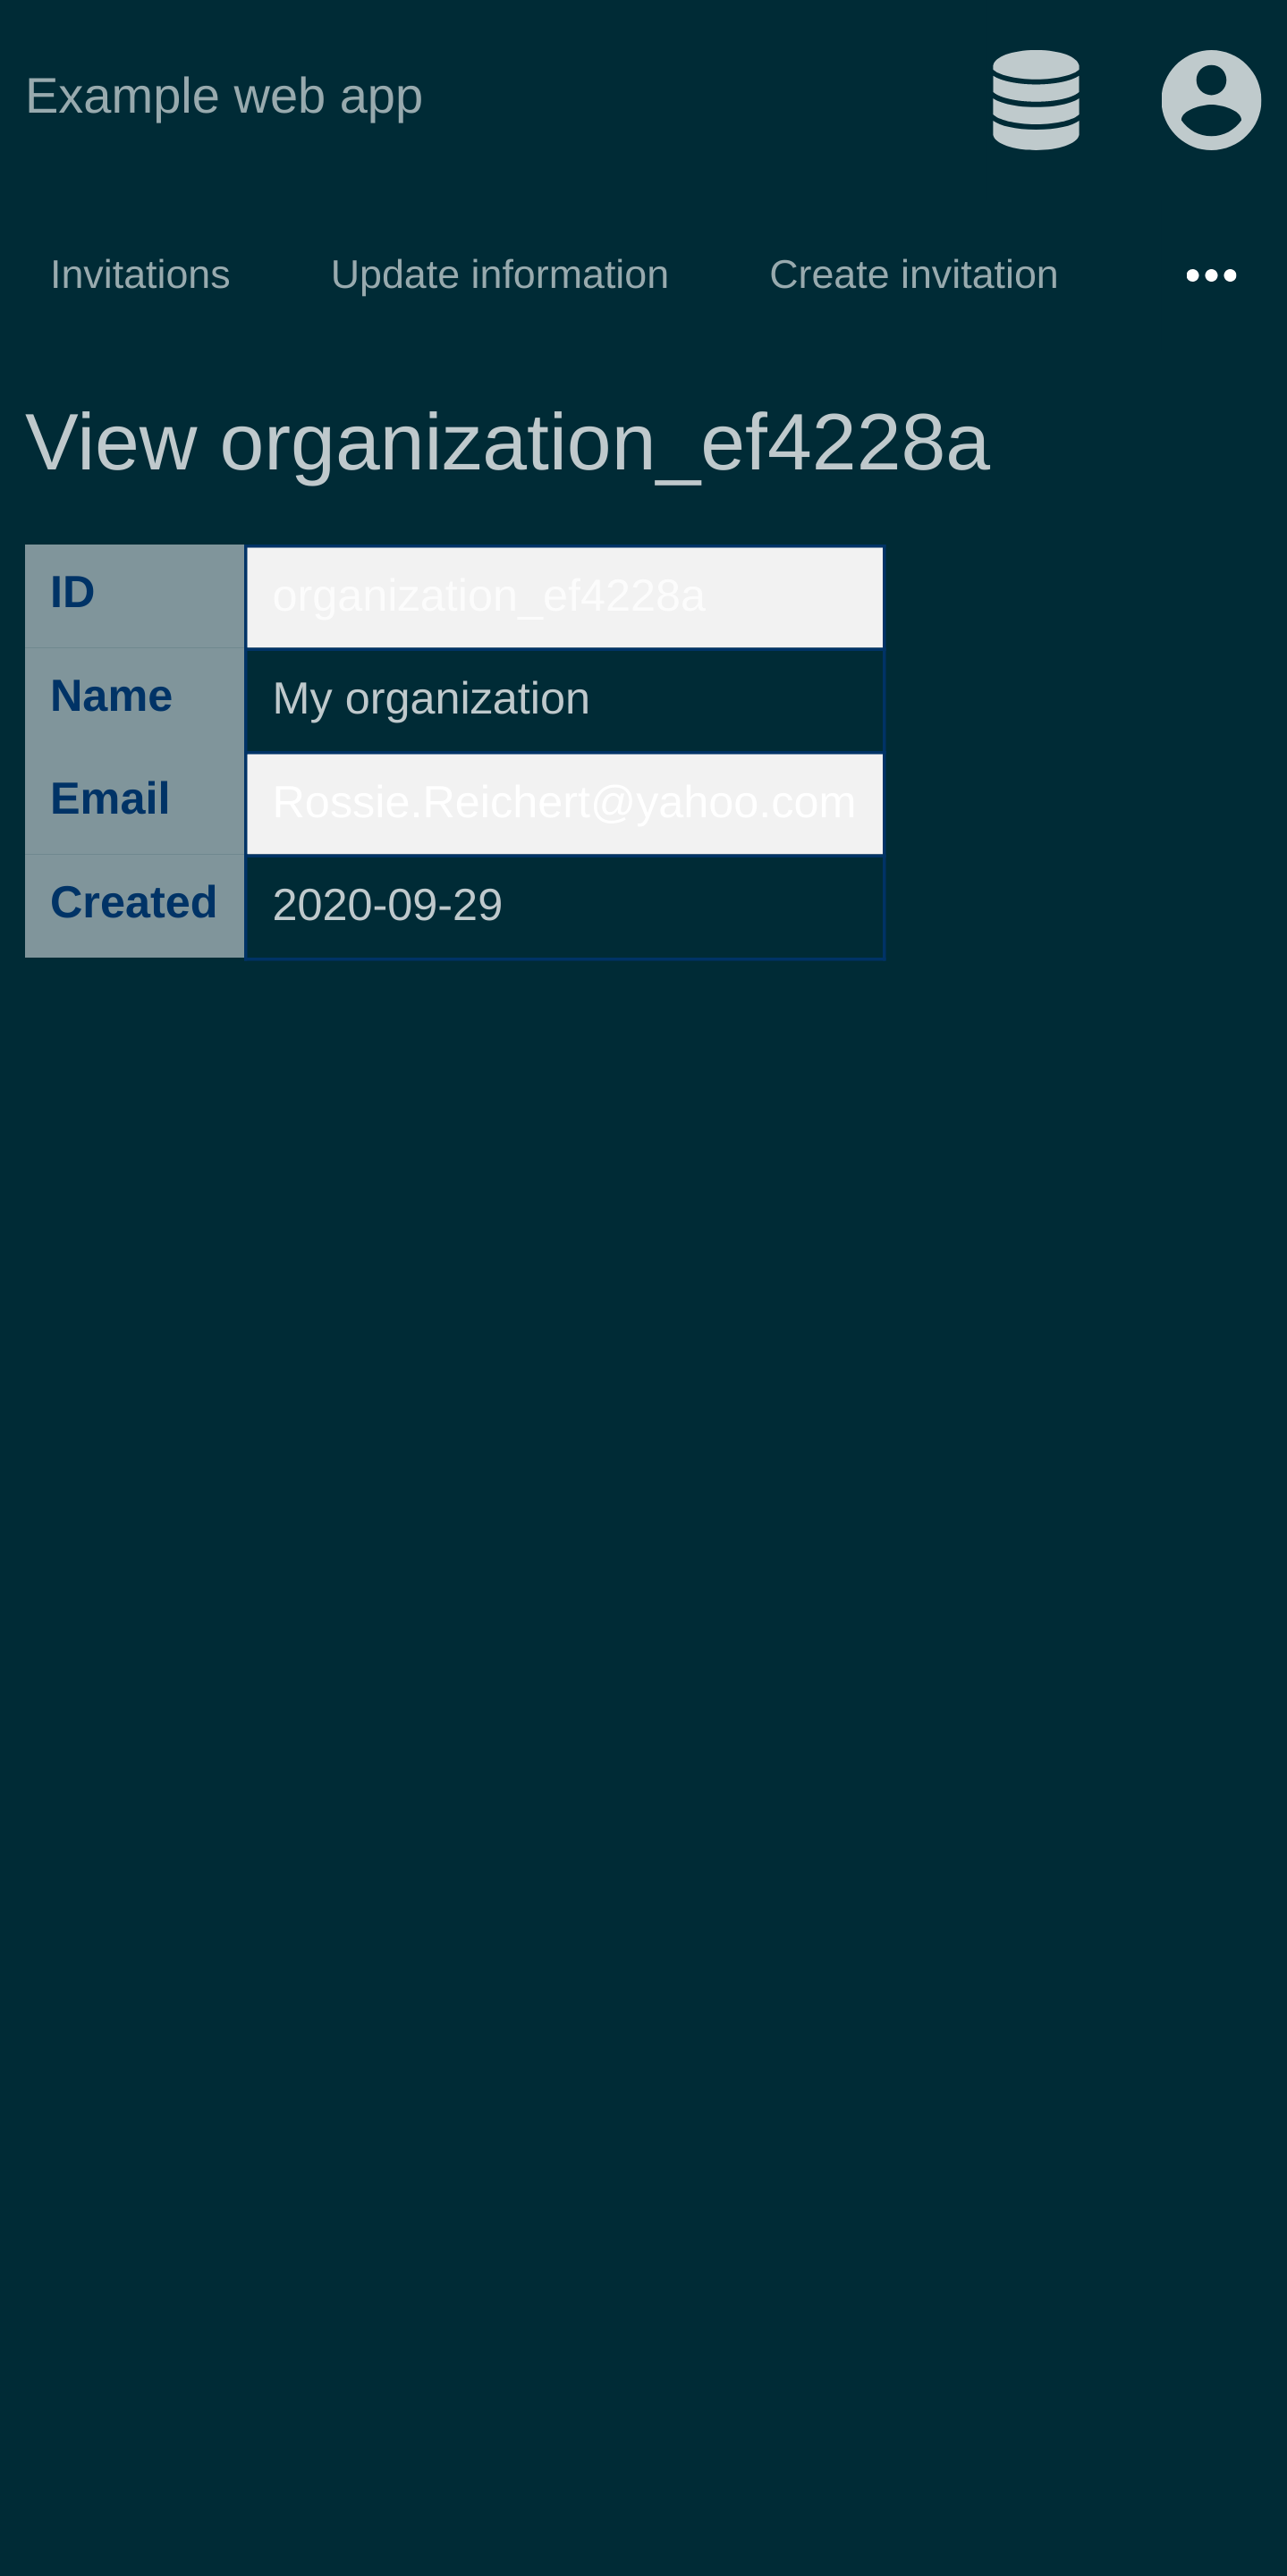 Example web app
Invitations Update information Create invitation
View organization_ef4228a
ID organization_ef4228a
Name My organization
Email Rossie.Reichert@yahoo.com
Created 2020-09-29